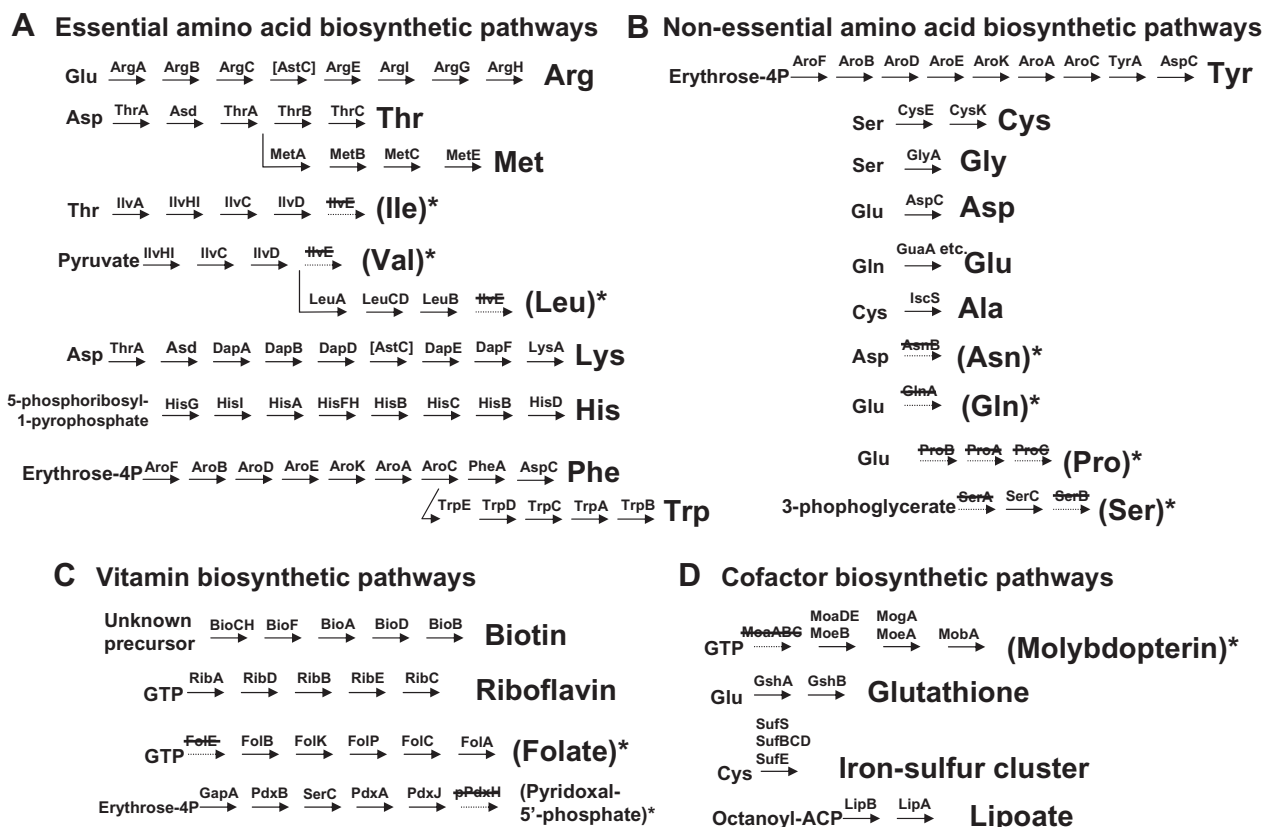 A Essential amino acid biosynthetic pathways
Glu ArgA ArgB ArgC [AstC] ArgE ArgI ArgG ArgH Arg
Asp ThrA Asd ThrA ThrB ThrC Thr
MetA MetB MetC MetE Met
Thr IlvA IlvHI IlvC IlvD IlvE (Ile)*
Pyruvate IlvHI IlvC IlvD IlvE (Val)*
LeuA LeuCD LeuB IlvE (Leu)*
Asp ThrA Asd DapA DapB DapD [AstC] DapE DapF LysA Lys
5-phosphoribosyl-
1-pyrophosphate HisG HisI HisA HisFH HisB HisC HisB HisD His
Erythrose-4P AroF AroB AroD AroE AroK AroA AroC PheA AspC Phe
TrpE TrpD TrpC TrpA TrpB Trp
B Non-essential amino acid biosynthetic pathways
Erythrose-4P AroF AroB AroD AroE AroK AroA AroC TyrA AspC Tyr
Ser CysE CysK Cys
Ser GlyA Gly
Glu AspC Asp
Gln GuaA etc. Glu
Cys IscS Ala
Asp AsnB (Asn)*
Glu GlnA (Gln)*
Glu ProB ProA ProC (Pro)*
3-phophoglycerate SerA SerC SerB (Ser)*
C Vitamin biosynthetic pathways
Unknown
precursor BioCH BioF BioA BioD BioB Biotin
GTP RibA RibD RibB RibE RibC Riboflavin
GTP FolE FolB FolK FolP FolC FolA (Folate)*
Erythrose-4P GapA PdxB SerC PdxA PdxJ pPdxH (Pyridoxal-
5'-phosphate)*
D Cofactor biosynthetic pathways
MoaDE MogA
GTP MoaABC MoeB MoeA MobA (Molybdopterin)*
Glu GshA GshB Glutathione
SufS
SufBCD
SufE
Cys Iron-sulfur cluster
Octanoyl-ACP LipB LipA Lipoate